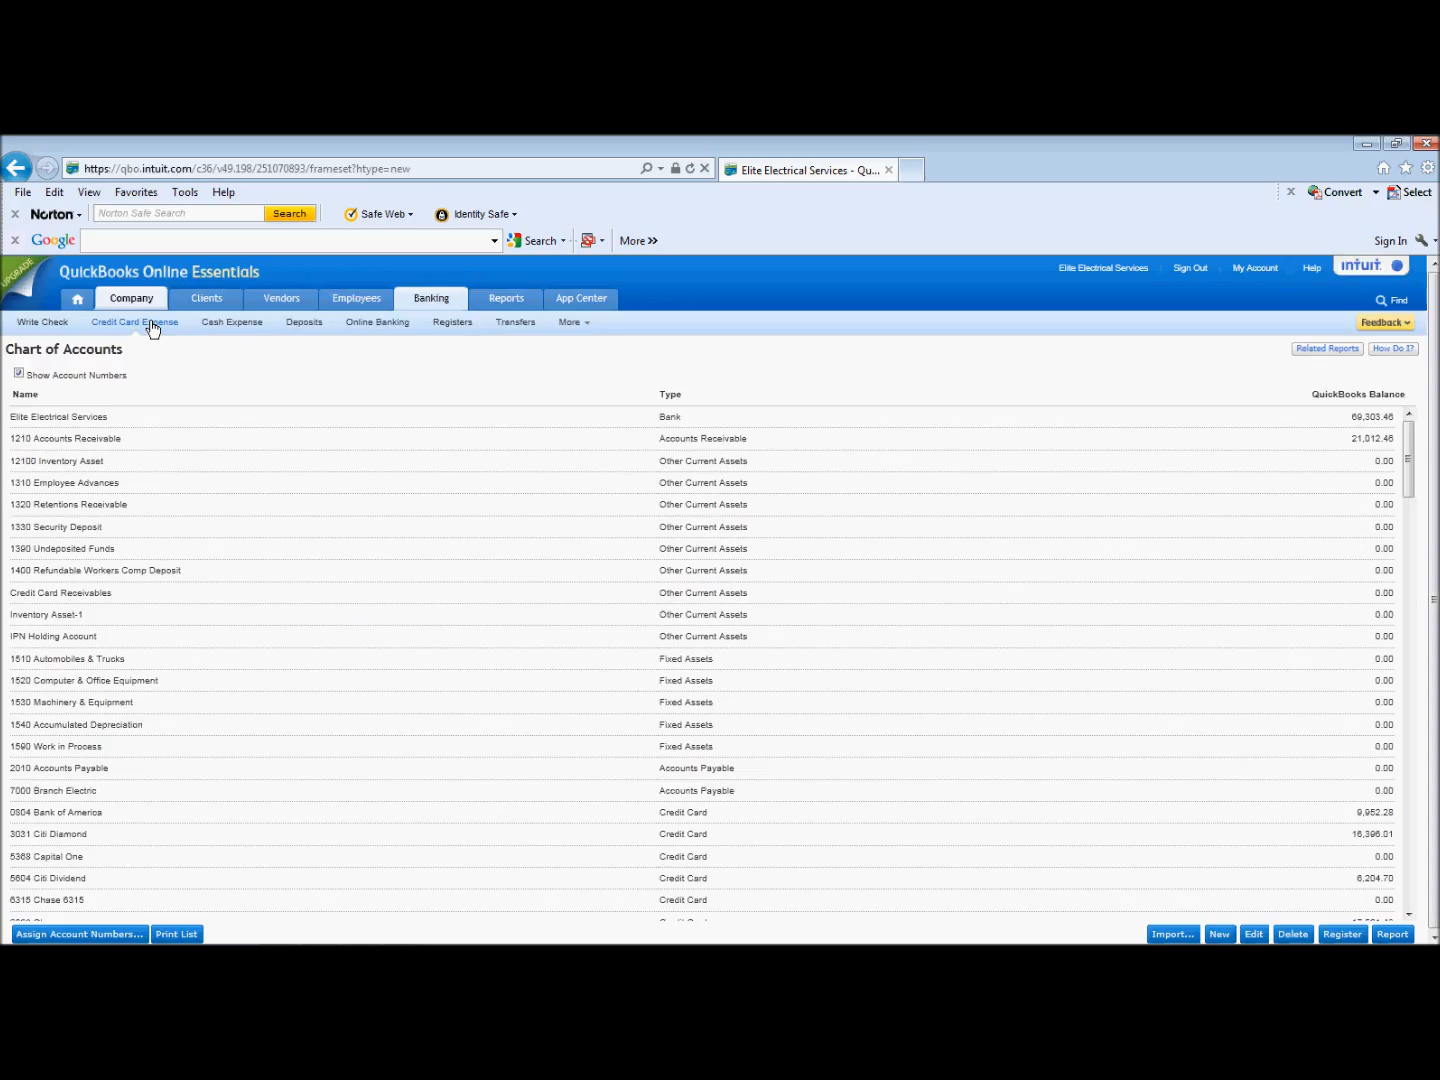 https://qbo.intuit.com/c36/v49.198/251070893/frameset?htype=new
Elite Electrical Services - Qu...
File Edit View Favorites Tools Help
Convert Select
Norton Norton Safe Search Search Safe Web Identity Safe
Google Search More >> Sign In
UPGRADE
QuickBooks Online Essentials
Elite Electrical Services Sign Out My Account Help intuit.
Company Clients Vendors Employees Banking Reports App Center Find
Write Check Credit Card Expense Cash Expense Deposits Online Banking Registers Transfers More Feedback
Chart of Accounts Related Reports How Do I?
Show Account Numbers
Name Type QuickBooks Balance
Elite Electrical Services Bank 69,303.46
1210 Accounts Receivable Accounts Receivable 21,012.46
12100 Inventory Asset Other Current Assets 0.00
1310 Employee Advances Other Current Assets 0.00
1320 Retentions Receivable Other Current Assets 0.00
1330 Security Deposit Other Current Assets 0.00
1390 Undeposited Funds Other Current Assets 0.00
1400 Refundable Workers Comp Deposit Other Current Assets 0.00
Credit Card Receivables Other Current Assets 0.00
Inventory Asset-1 Other Current Assets 0.00
IPN Holding Account Other Current Assets 0.00
1510 Automobiles & Trucks Fixed Assets 0.00
1520 Computer & Office Equipment Fixed Assets 0.00
1530 Machinery & Equipment Fixed Assets 0.00
1540 Accumulated Depreciation Fixed Assets 0.00
1590 Work in Process Fixed Assets 0.00
2010 Accounts Payable Accounts Payable 0.00
7000 Branch Electric Accounts Payable 0.00
0804 Bank of America Credit Card 9,952.28
3031 Citi Diamond Credit Card 16,396.01
5368 Capital One Credit Card 0.00
5604 Citi Dividend Credit Card 6,204.70
6315 Chase 6315 Credit Card 0.00
Assign Account Numbers... Print List Import... New Edit Delete Register Report